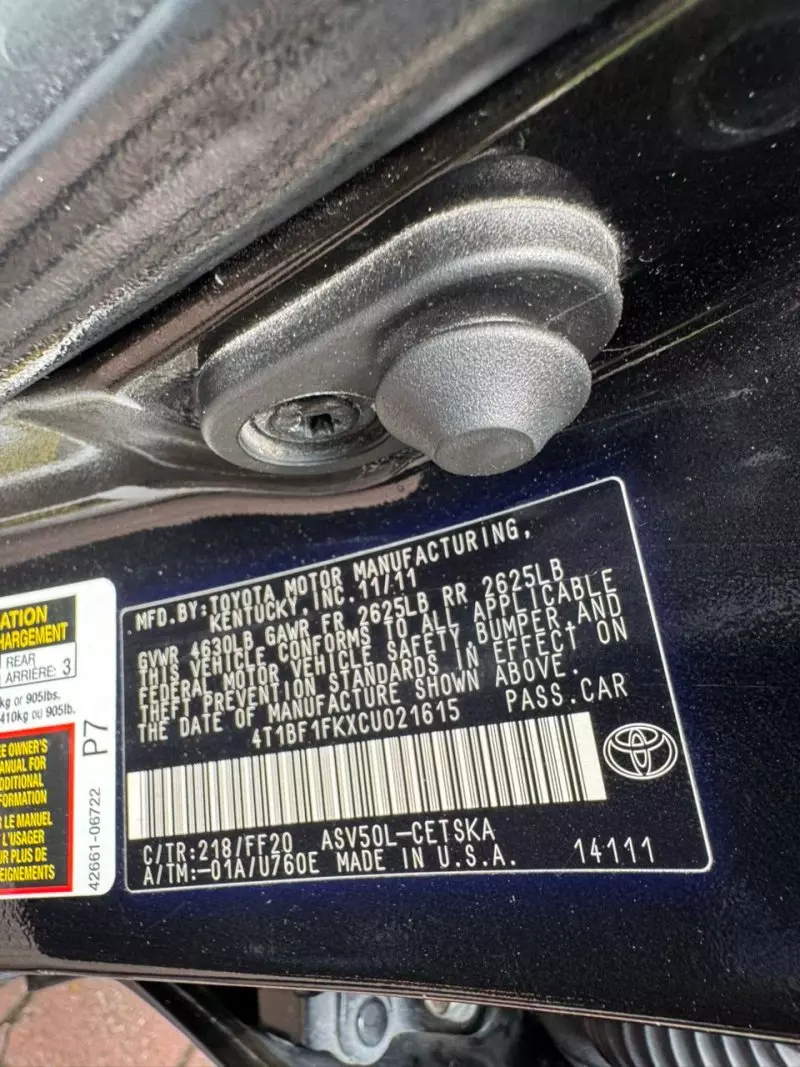 ATION
HARGEMENT
REAR
ARRIÈRE: 3
kg or 905lbs.
410kg ou 905lb.
EE OWNER'S
ANUAL FOR
DDITIONAL
FORMATION
LE MANUEL
L'USAGER
UR PLUS DE
EIGNEMENTS
42661-06722 P7
MFD.BY:TOYOTA MOTOR MANUFACTURING,
KENTUCKY,INC.11/11
GVWR 4630LB GAWR FR 2625LB RR 2625LB
THIS VEHICLE CONFORMS TO ALL APPLICABLE
FEDERAL MOTOR VEHICLE SAFETY,BUMPER,AND
THEFT PREVENTION STANDARDS IN EFFECT ON
THE DATE OF MANUFACTURE SHOWN ABOVE.
4T1BF1FKXCU021615 PASS.CAR
C/TR:218/FF20 ASV50L-CETSKA
A/TM:-01A/U760E MADE IN U.S.A. 14111